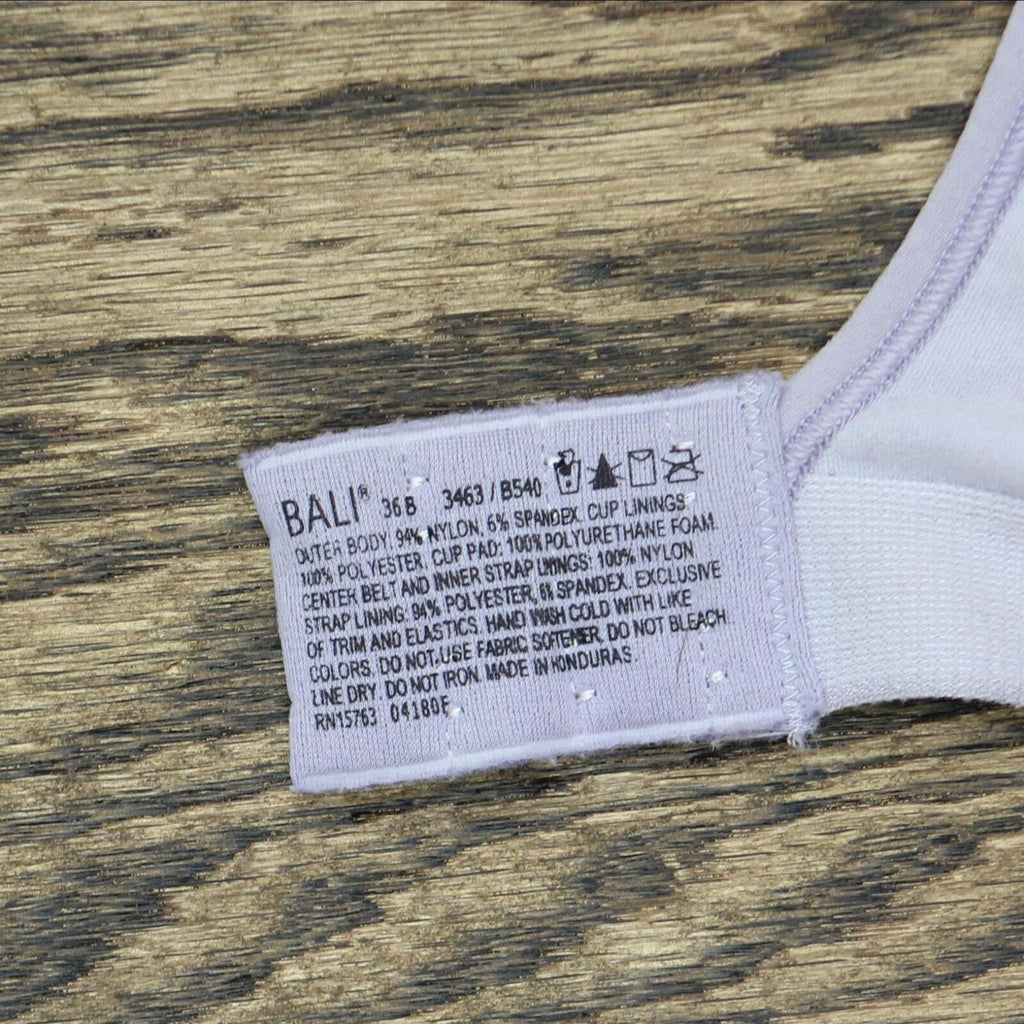 BALI® 36B 3463 / B540
OUTER BODY, 94% NYLON, 6% SPANDEX. CUP LININGS
100% POLYESTER, CUP PAD: 100% POLYURETHANE FOAM.
CENTER BELT AND INNER STRAP LININGS: 100% NYLON
STRAP LINING: 94% POLYESTER, 6% SPANDEX. EXCLUSIVE
OF TRIM AND ELASTICS. HAND WASH COLD WITH LIKE
COLORS. DO NOT USE FABRIC SOFTENER. DO NOT BLEACH.
LINE DRY. DO NOT IRON. MADE IN HONDURAS.
RN15763 04180E